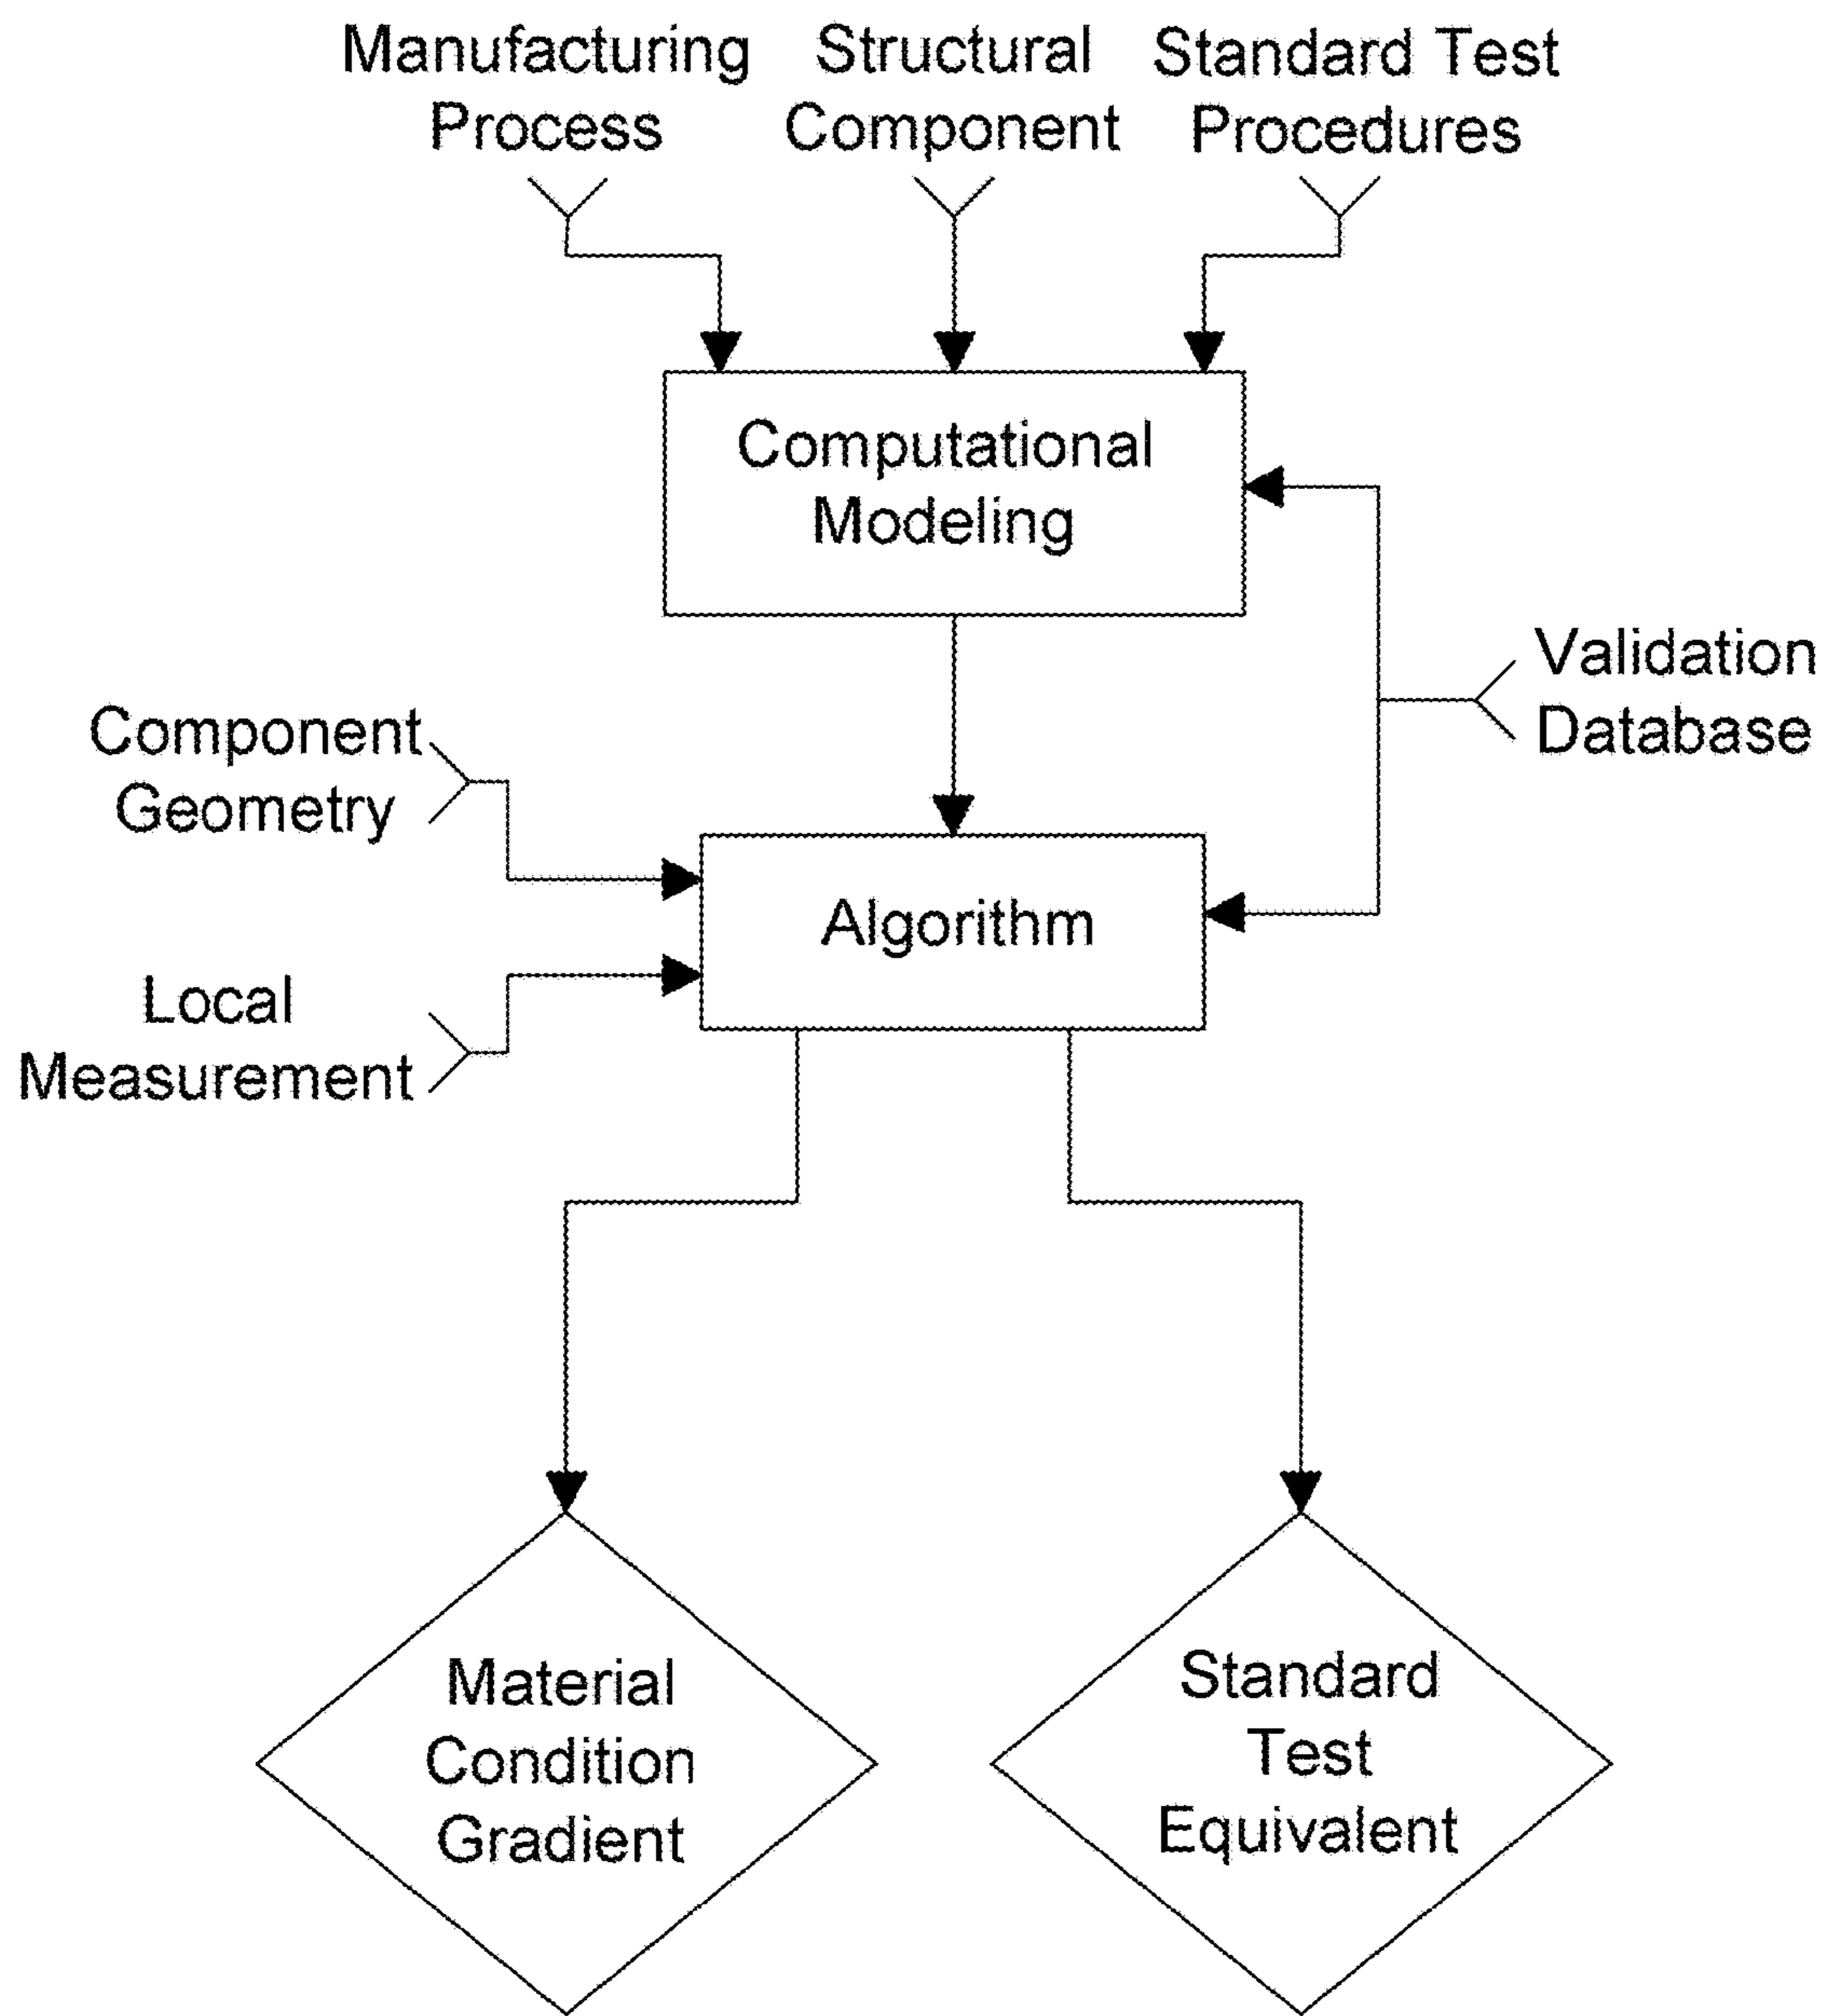 Manufacturing
Process
Structural
Component
Standard Test
Procedures
Computational
Modeling
Validation
Database
Component
Geometry
Algorithm
Local
Measurement
Material
Condition
Gradient
Standard
Test
Equivalent